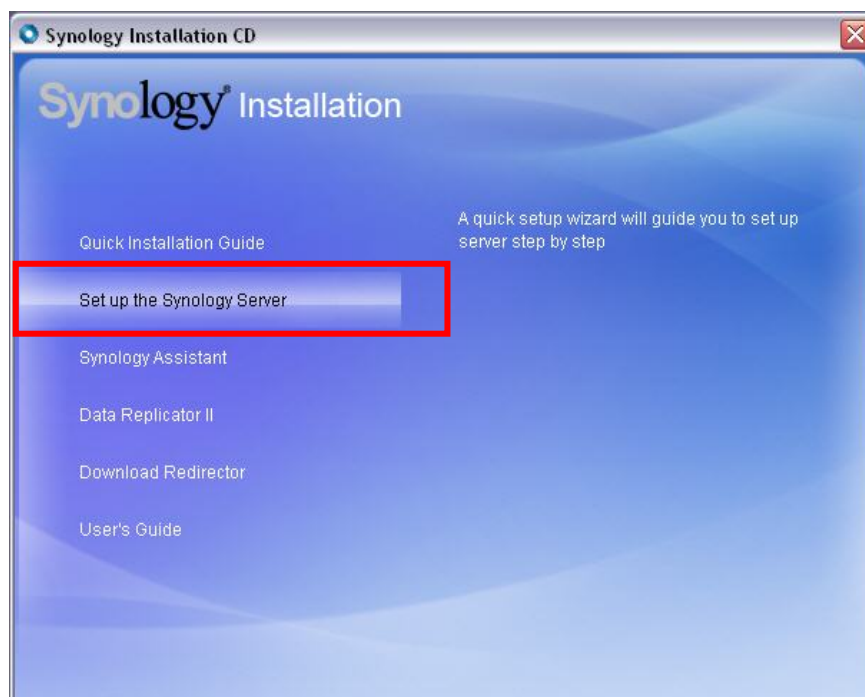 Synology Installation CD
Synology® Installation
Quick Installation Guide
Set up the Synology Server
Synology Assistant
Data Replicator II
Download Redirector
User's Guide
A quick setup wizard will guide you to set up
server step by step